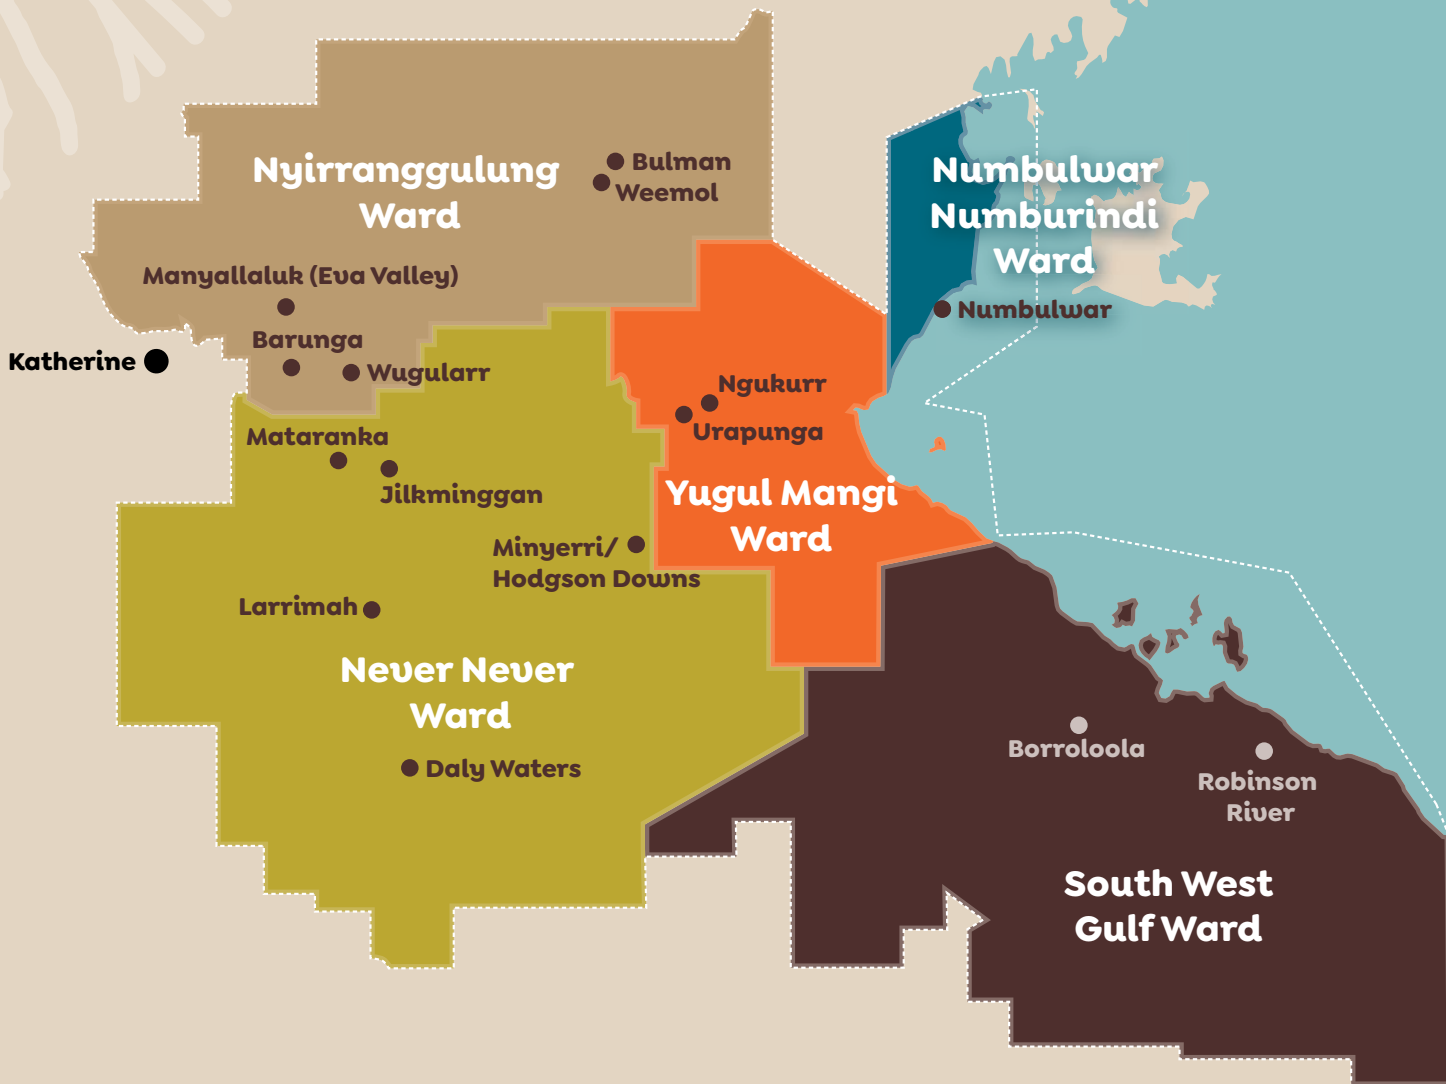 Nyirranggulung
Ward
Bulman
Weemol
Manyallaluk (Eva Valley)
Barunga
Wugularr
Katherine
Numbulwar
Numburindi
Ward
Numbulwar
Ngukurr
Urapunga
Yugul Mangi
Ward
Mataranka
Jilkminggan
Minyerri/
Hodgson Downs
Larrimah
Never Never
Ward
Daly Waters
Borroloola
Robinson
River
South West
Gulf Ward